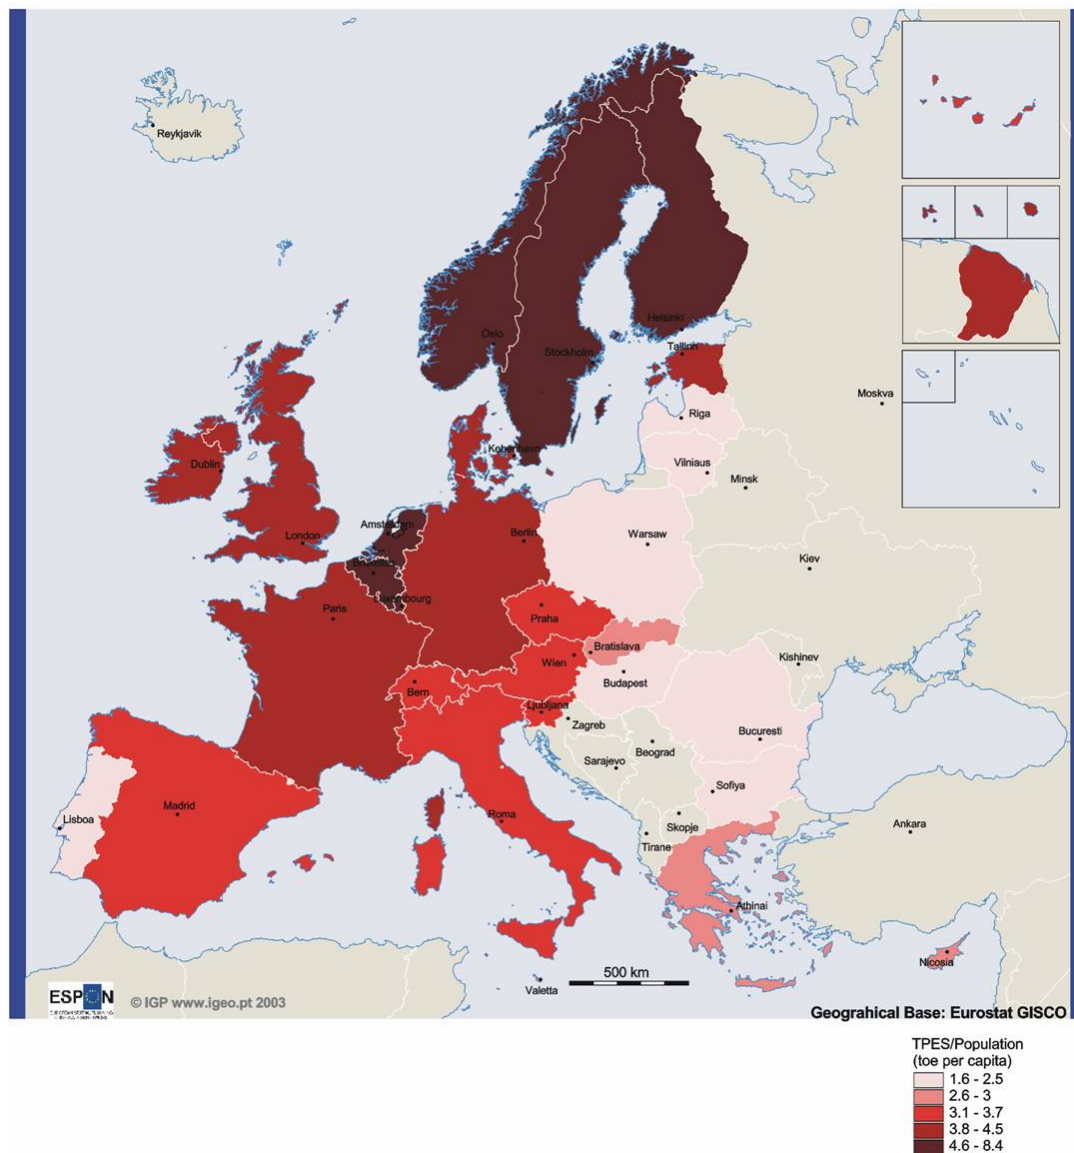 Reykjavik
Oslo
Helsinki
Stockholm
Tallinn
Moskva
Riga
Kobenhavn
Vilniaus
Dublin
Minsk
Amsterdam
London
Berlin
Warsaw
Kiev
Paris
Luxembourg
Praha
Bratislava
Wien
Kishinev
Bern
Budapest
Ljubljana
Zagreb
Bucuresti
Beograd
Sarajevo
Sofiya
Madrid
Roma
Lisboa
Skopje
Ankara
Tirane
Athinai
Nicosia
500 km
Valetta
ESPON
© IGP www.igeo.pt 2003
Geograhical Base: Eurostat GISCO
TPES/Population
(toe per capita)
1.6 - 2.5
2.6 - 3
3.1 - 3.7
3.8 - 4.5
4.6 - 8.4